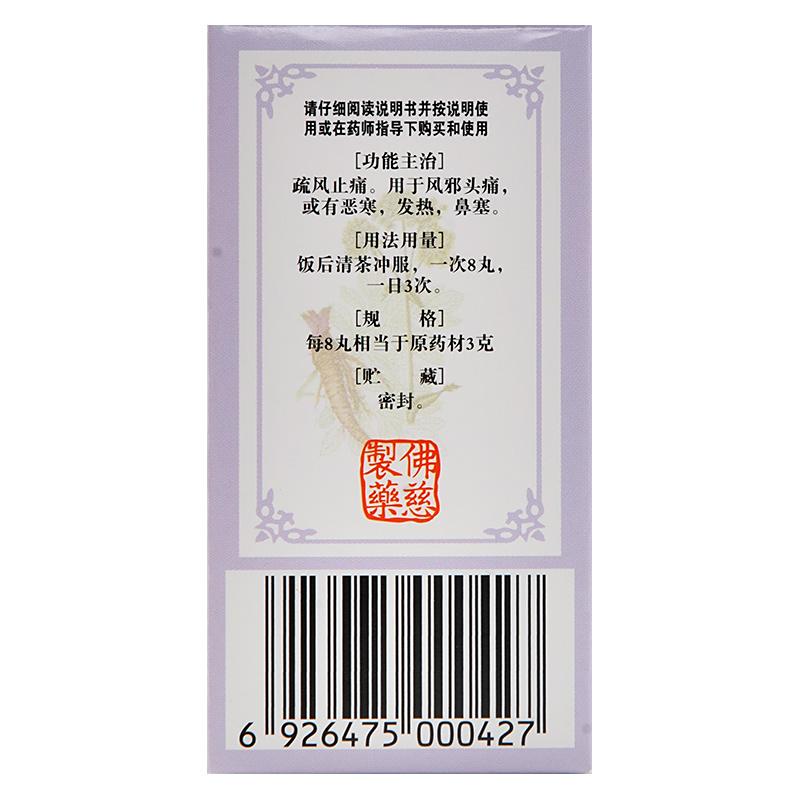 请仔细阅读说明书并按说明使
用或在药师指导下购买和使用
［功能主治］
疏风止痛。用于风邪头痛，
或有恶寒，发热，鼻塞。
［用法用量］
饭后清茶冲服，一次8丸，
一日3次。
［规　　格］
每8丸相当于原药材3克
［贮　　藏］
密封。
佛慈
製藥
6 926475 000427